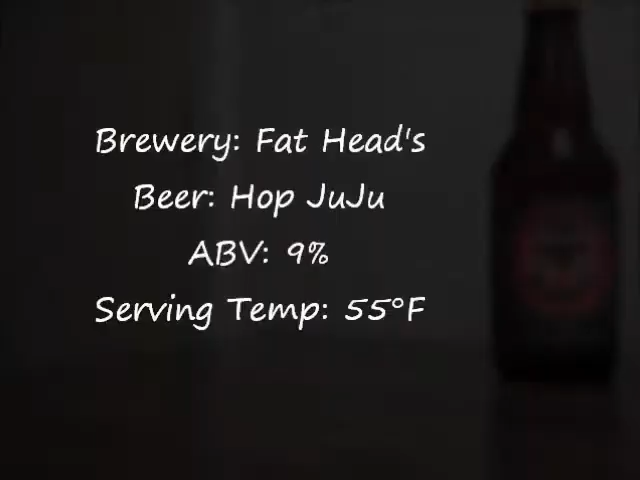 Brewery: Fat Head's
Beer: Hop JuJu
ABV: 9%
Serving Temp: 55°F